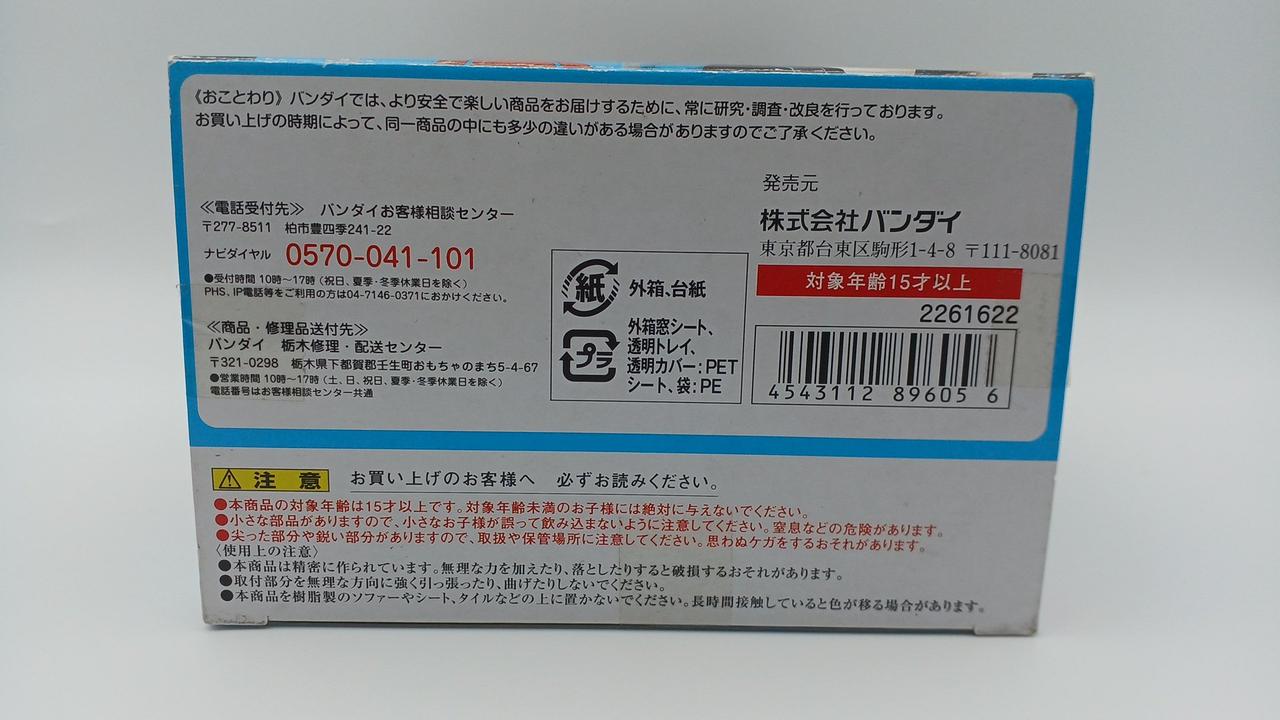 《おことわり》バンダイでは、より安全で楽しい商品をお届けするために、常に研究・調査・改良を行っております。
お買い上げの時期によって、同一商品の中にも多少の違いがある場合がありますのでご了承ください。
≪電話受付先≫ バンダイお客様相談センター
〒277-8511 柏市豊四季241-22
ナビダイヤル 0570-041-101
●受付時間 10時〜17時(祝日、夏季・冬季休業日を除く)
PHS、IP電話等をご利用の方は04-7146-0371におかけください。
≪商品・修理品送付先≫
バンダイ 栃木修理・配送センター
〒321-0298 栃木県下都賀郡壬生町おもちゃのまち5-4-67
●営業時間 10時〜17時(土、日、祝日、夏季・冬季休業日を除く)
電話番号はお客様相談センター共通
紙 外箱、台紙
プラ 外箱窓シート、
透明トレイ、
透明カバー:PET
シート、袋:PE
発売元
株式会社バンダイ
東京都台東区駒形1-4-8 〒111-8081
対象年齢15才以上
2261622
4543112 896056
注意 お買い上げのお客様へ 必ずお読みください。
●本商品の対象年齢は15才以上です。対象年齢未満のお子様には絶対に与えないでください。
●小さな部品がありますので、小さなお子様が誤って飲み込まないように注意してください。窒息などの危険があります。
●尖った部分や鋭い部分がありますので、取扱や保管場所に注意してください。思わぬケガをするおそれがあります。
〈使用上の注意〉
●本商品は精密に作られています。無理な力を加えたり、落としたりすると破損するおそれがあります。
●取付部分を無理な方向に強く引っ張ったり、曲げたりしないでください。
●本商品を樹脂製のソファーやシート、タイルなどの上に置かないでください。長時間接触していると色が移る場合があります。